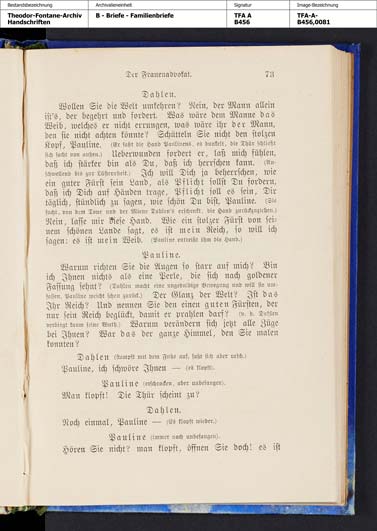 Bestandsbezeichnung
Archivalieneinheit
Signatur
Image-Bezeichnung
Theodor-Fontane-Archiv
Handschriften
B - Briefe - Familienbriefe
TFA A
B456
TFA-A-
B456,0081
Der Frauenadvokat. 73
Dahlen.
Wollen Sie die Welt umkehren? Nein, der Mann allein
ist's, der begehrt und fordert. Was wäre dem Manne das
Weib, welches er nicht errungen, was wäre ihr der Mann,
den sie nicht achten könnte? Schütteln Sie nicht den stolzen
Kopf, Pauline. (Er faßt die Hand Paulinens, es dunkelt, die Thür schließt
sich sacht von außen.) Ueberwunden fordert er, laß mich fühlen,
daß ich stärker bin als Du, daß ich herrschen kann. (An-
schwellend bis zur Schwärmerei.) Ich will Dich ja beherrschen, wie
ein guter Fürst sein Land, als Pflicht sollst Du fordern,
daß ich Dich auf Händen trage, Pflicht soll es sein, Dir
täglich, stündlich zu sagen, wie schön Du bist, Pauline. (Sie
sucht, von dem Tone und der Miene Dahlen's erschreckt, die Hand zurückzuziehen.)
Nein, lasse mir diese Hand. Wie ein stolzer Fürst von sei-
nem schönen Lande sagt, es ist mein Reich, so will ich
sagen: es ist mein Weib. (Pauline entreißt ihm die Hand.)
Pauline.
Warum richten Sie die Augen so starr auf mich? Bin
ich Ihnen nichts als eine Perle, die sich nach goldener
Fassung sehnt? (Dahlen macht eine ungeduldige Bewegung und will sie um-
fassen, Pauline weicht scheu zurück.) Der Glanz der Welt? Ist das
Ihr Reich? Und nennen Sie den einen guten Fürsten, der
nur sein Reich beglückt, damit er prahlen darf? (v. d. Dahlen
verbirgt kaum seine Wuth.) Warum verändern sich jetzt alle Züge
bei Ihnen? War das der ganze Himmel, den Sie malen
konnten?
Dahlen (stampft mit dem Fuße auf, faßt sich aber rasch.)
Pauline, ich schwöre Ihnen — (es klopft).
Pauline (erschrocken, aber unbefangen).
Man klopft! Die Thür scheint zu?
Dahlen.
Noch einmal, Pauline — (Es klopft wieder.)
Pauline (immer noch unbefangen).
Hören Sie nicht? man klopft, öffnen Sie doch! es ist